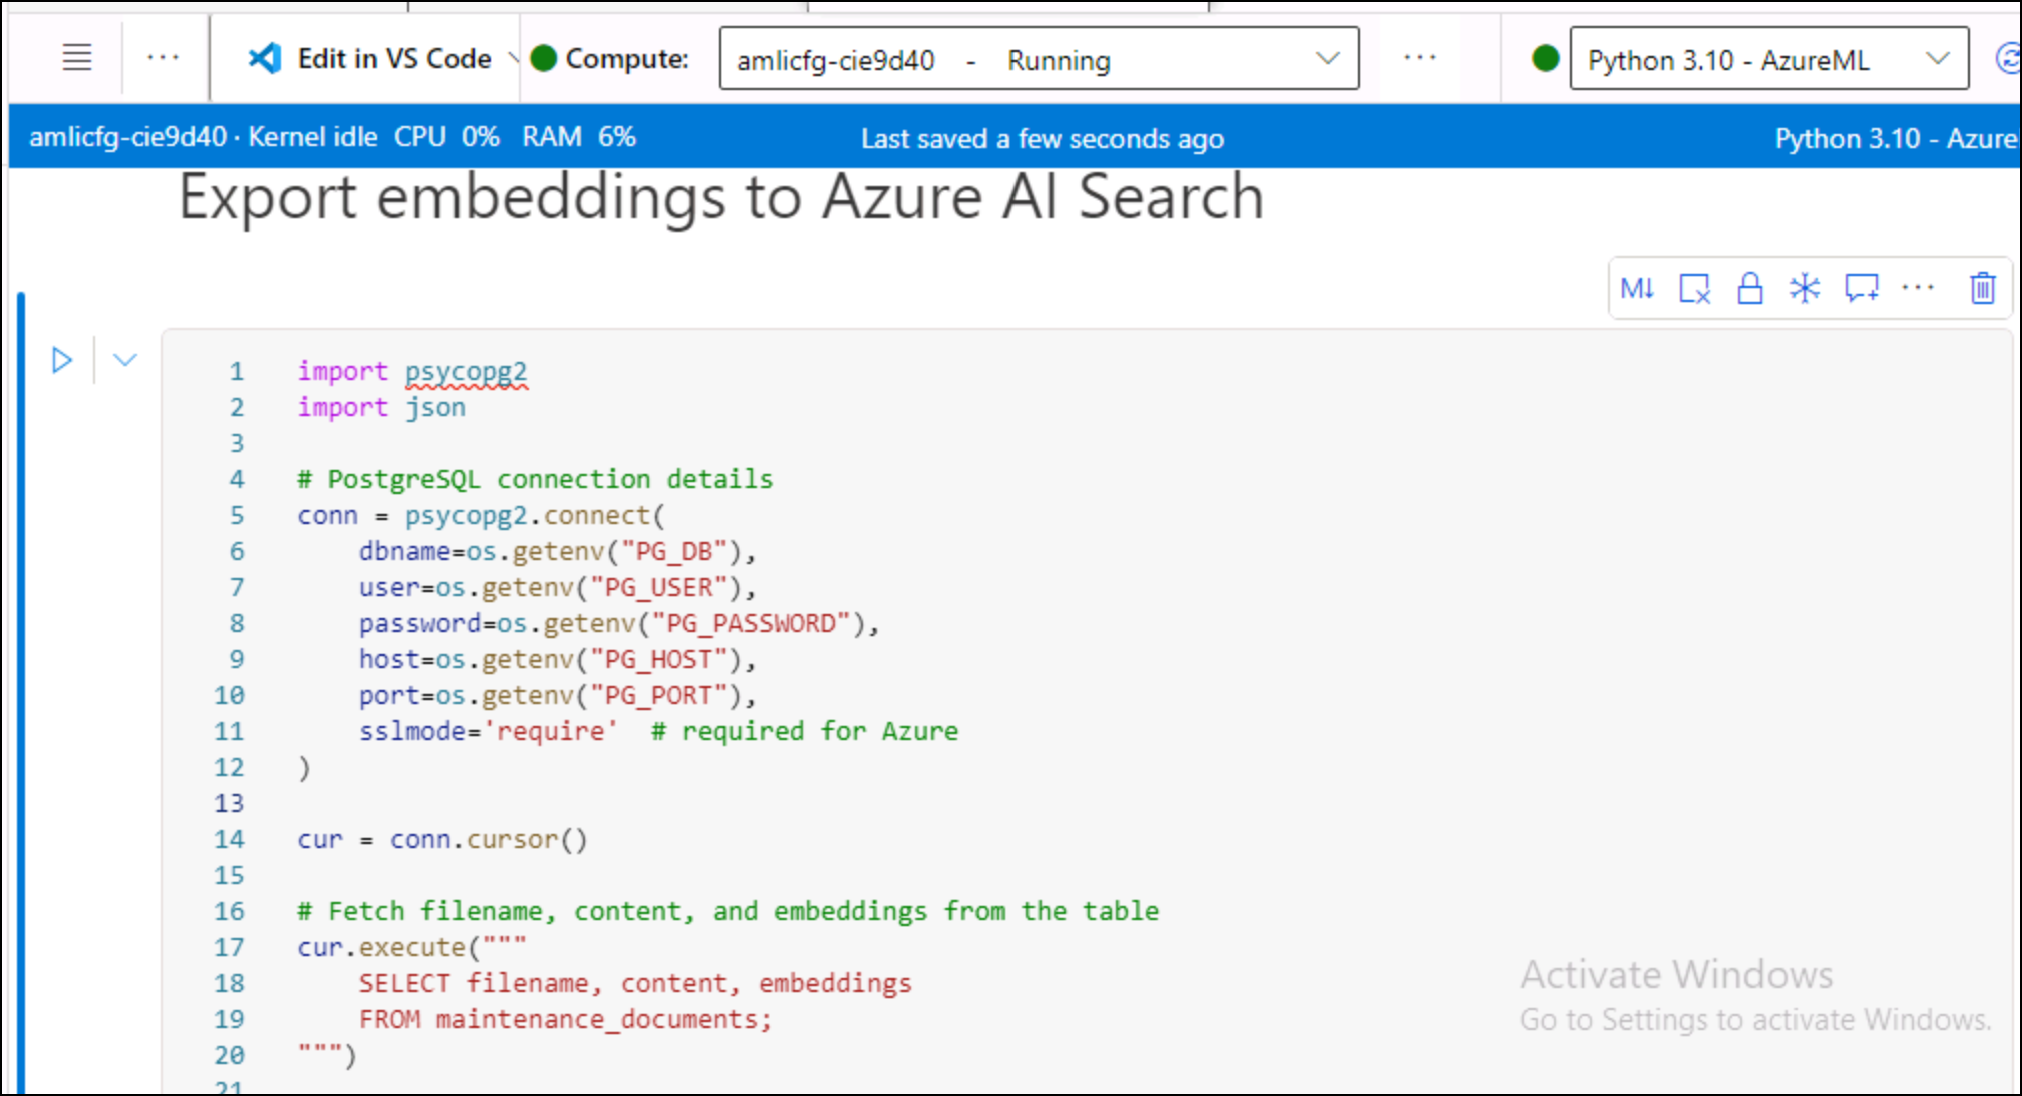 ··· Edit in VS Code Compute: amlicfg-cie9d40 - Running ··· Python 3.10 - AzureML
amlicfg-cie9d40 · Kernel idle CPU 0% RAM 6% Last saved a few seconds ago Python 3.10 - Azure
Export embeddings to Azure AI Search
M↓ ···
1 import psycopg2
2 import json
3
4 # PostgreSQL connection details
5 conn = psycopg2.connect(
6     dbname=os.getenv("PG_DB"),
7     user=os.getenv("PG_USER"),
8     password=os.getenv("PG_PASSWORD"),
9     host=os.getenv("PG_HOST"),
10     port=os.getenv("PG_PORT"),
11     sslmode='require'  # required for Azure
12 )
13
14 cur = conn.cursor()
15
16 # Fetch filename, content, and embeddings from the table
17 cur.execute("""
18     SELECT filename, content, embeddings
19     FROM maintenance_documents;
20 """)
21
Activate Windows
Go to Settings to activate Windows.